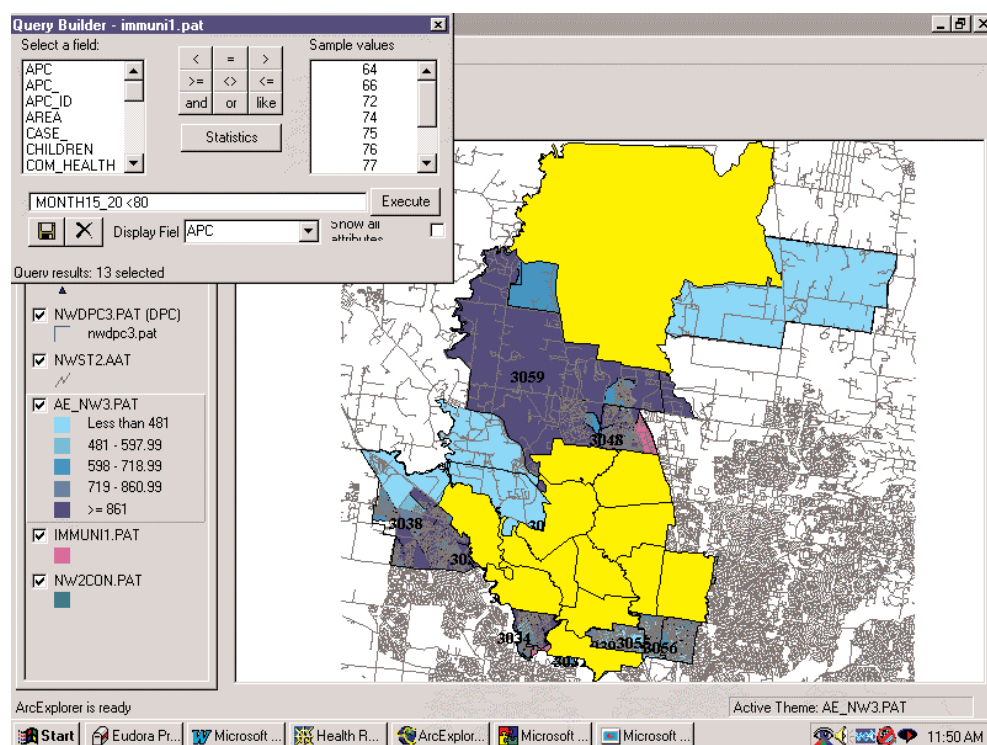 Query Builder - immuni1.pat
Select a field:
Sample values
APC
APC_
APC_ID
AREA
CASE_
CHILDREN
COM_HEALTH
< = >
>= <> <=
and or like
Statistics
64
66
72
74
75
76
77
MONTH15_20 <80
Execute
Display Fiel
APC
Show all
attributes
Query results: 13 selected
NWDPC3.PAT (DPC)
nwdpc3.pat
NWST2.AAT
AE_NW3.PAT
Less than 481
481 - 597.99
598 - 718.99
719 - 860.99
>= 861
IMMUNI1.PAT
NW2CON.PAT
3059
3048
3038
3034
3055
3056
ArcExplorer is ready
Active Theme: AE_NW3.PAT
Start
Eudora Pr...
Microsoft ...
Health R...
ArcExplor...
Microsoft ...
Microsoft ...
11:50 AM